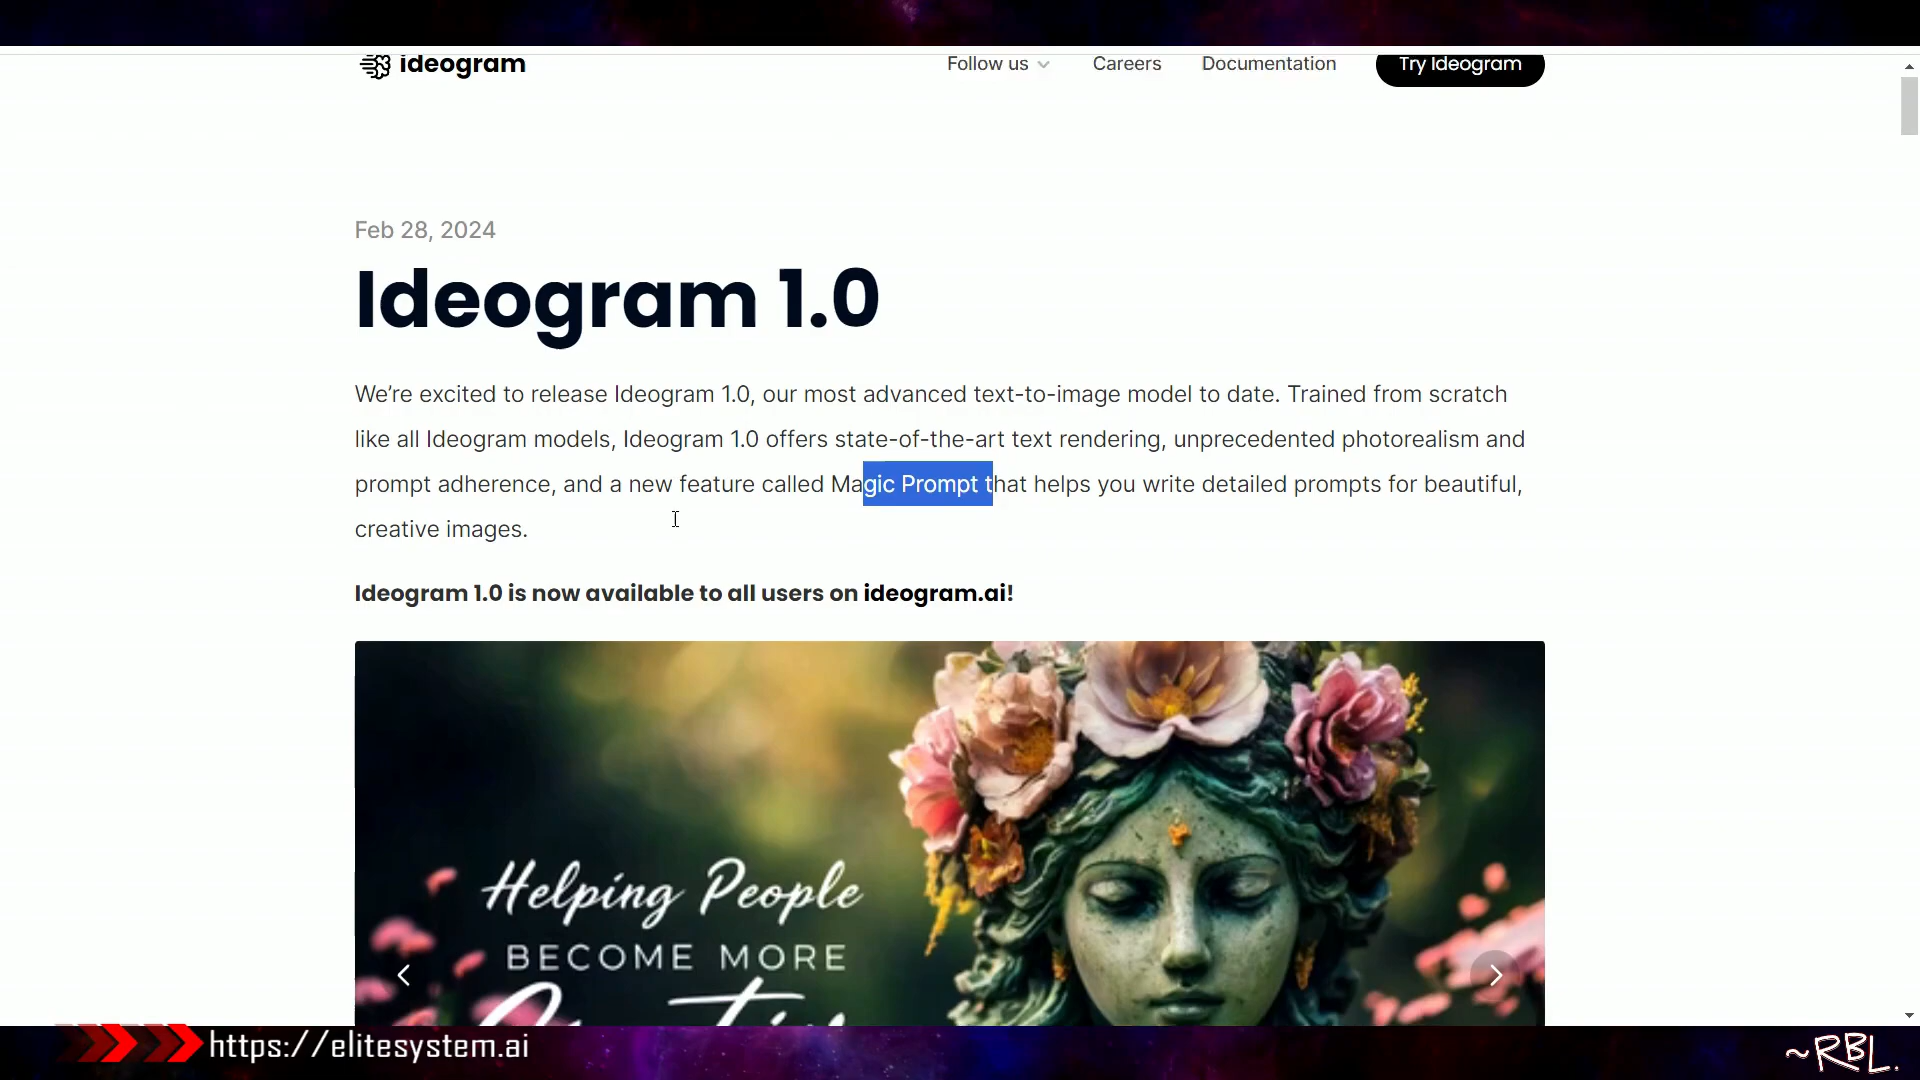 ideogram
Follow us
Careers
Documentation
Try Ideogram
Feb 28, 2024
Ideogram 1.0
We’re excited to release Ideogram 1.0, our most advanced text-to-image model to date. Trained from scratch
like all Ideogram models, Ideogram 1.0 offers state-of-the-art text rendering, unprecedented photorealism and
prompt adherence, and a new feature called Magic Prompt that helps you write detailed prompts for beautiful,
creative images.
Ideogram 1.0 is now available to all users on ideogram.ai!
Helping People
BECOME MORE
https://elitesystem.ai
~RBL.